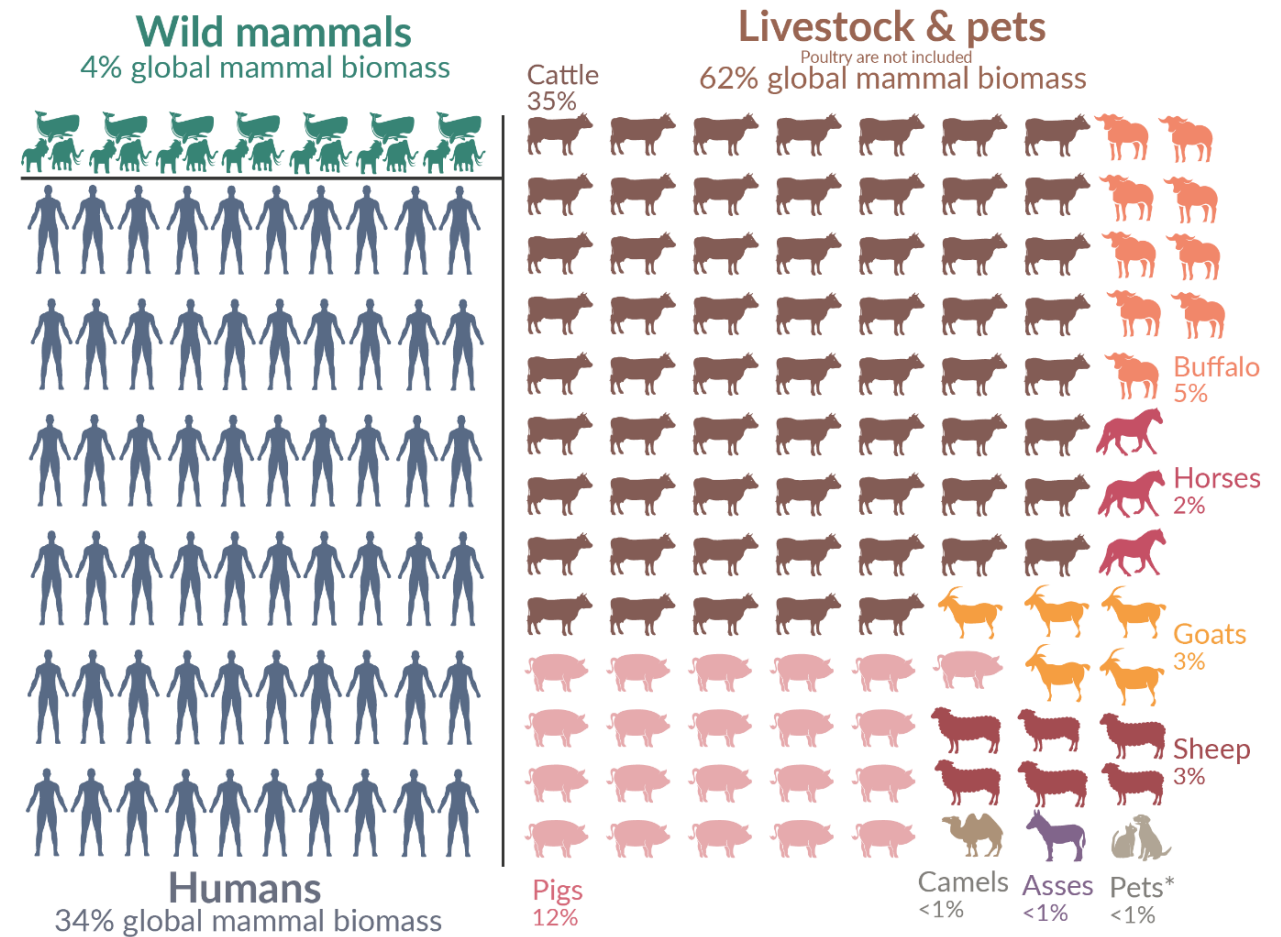 Wild mammals
4% global mammal biomass
Livestock & pets
Poultry are not included
62% global mammal biomass
Cattle
35%
Buffalo
5%
Horses
2%
Goats
3%
Sheep
3%
Humans
34% global mammal biomass
Pigs
12%
Camels
<1%
Asses
<1%
Pets*
<1%